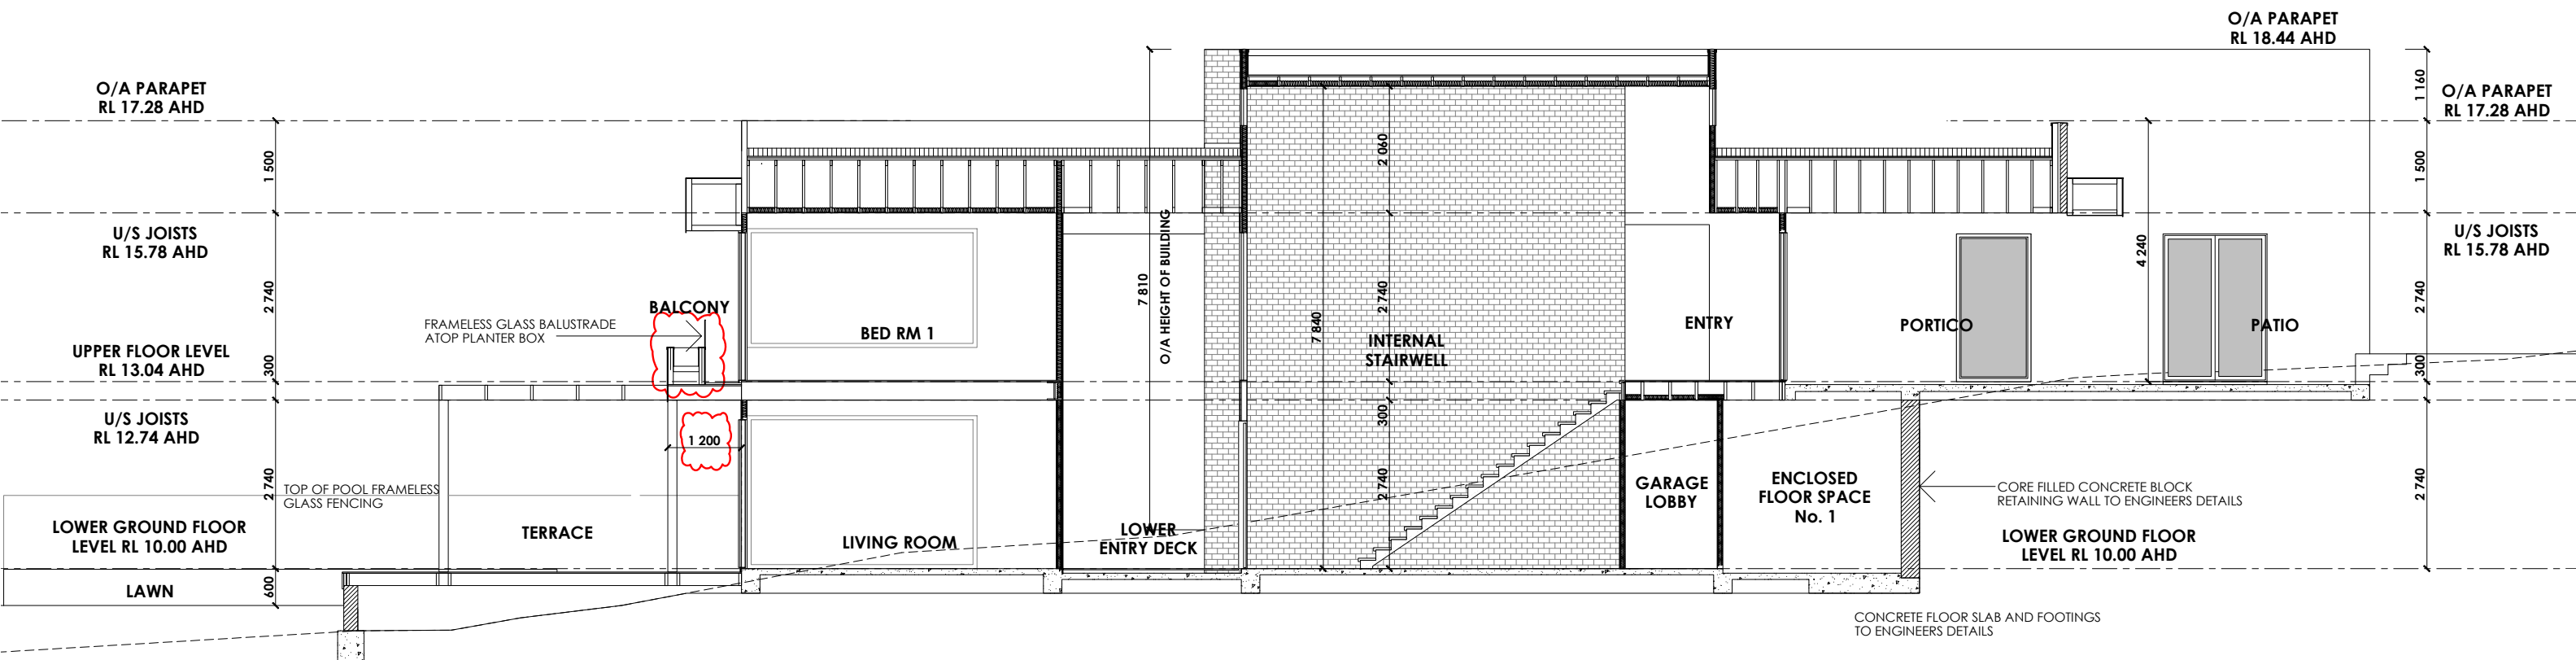 O/A PARAPET
RL 18.44 AHD
O/A PARAPET
RL 17.28 AHD
O/A PARAPET
RL 17.28 AHD
1 160
1 500
2 060
1 500
U/S JOISTS
RL 15.78 AHD
U/S JOISTS
RL 15.78 AHD
O/A HEIGHT OF BUILDING
7 810
4 240
2 740
2 740
2 740
7 840
BALCONY
FRAMELESS GLASS BALUSTRADE
ATOP PLANTER BOX
BED RM 1
INTERNAL
STAIRWELL
ENTRY
PORTICO
PATIO
UPPER FLOOR LEVEL
RL 13.04 AHD
300
300
300
U/S JOISTS
RL 12.74 AHD
1 200
2 740
2 740
2 740
TOP OF POOL FRAMELESS
GLASS FENCING
GARAGE
LOBBY
ENCLOSED
FLOOR SPACE
No. 1
CORE FILLED CONCRETE BLOCK
RETAINING WALL TO ENGINEERS DETAILS
LOWER GROUND FLOOR
LEVEL RL 10.00 AHD
TERRACE
LIVING ROOM
LOWER
ENTRY DECK
LOWER GROUND FLOOR
LEVEL RL 10.00 AHD
LAWN
600
CONCRETE FLOOR SLAB AND FOOTINGS
TO ENGINEERS DETAILS